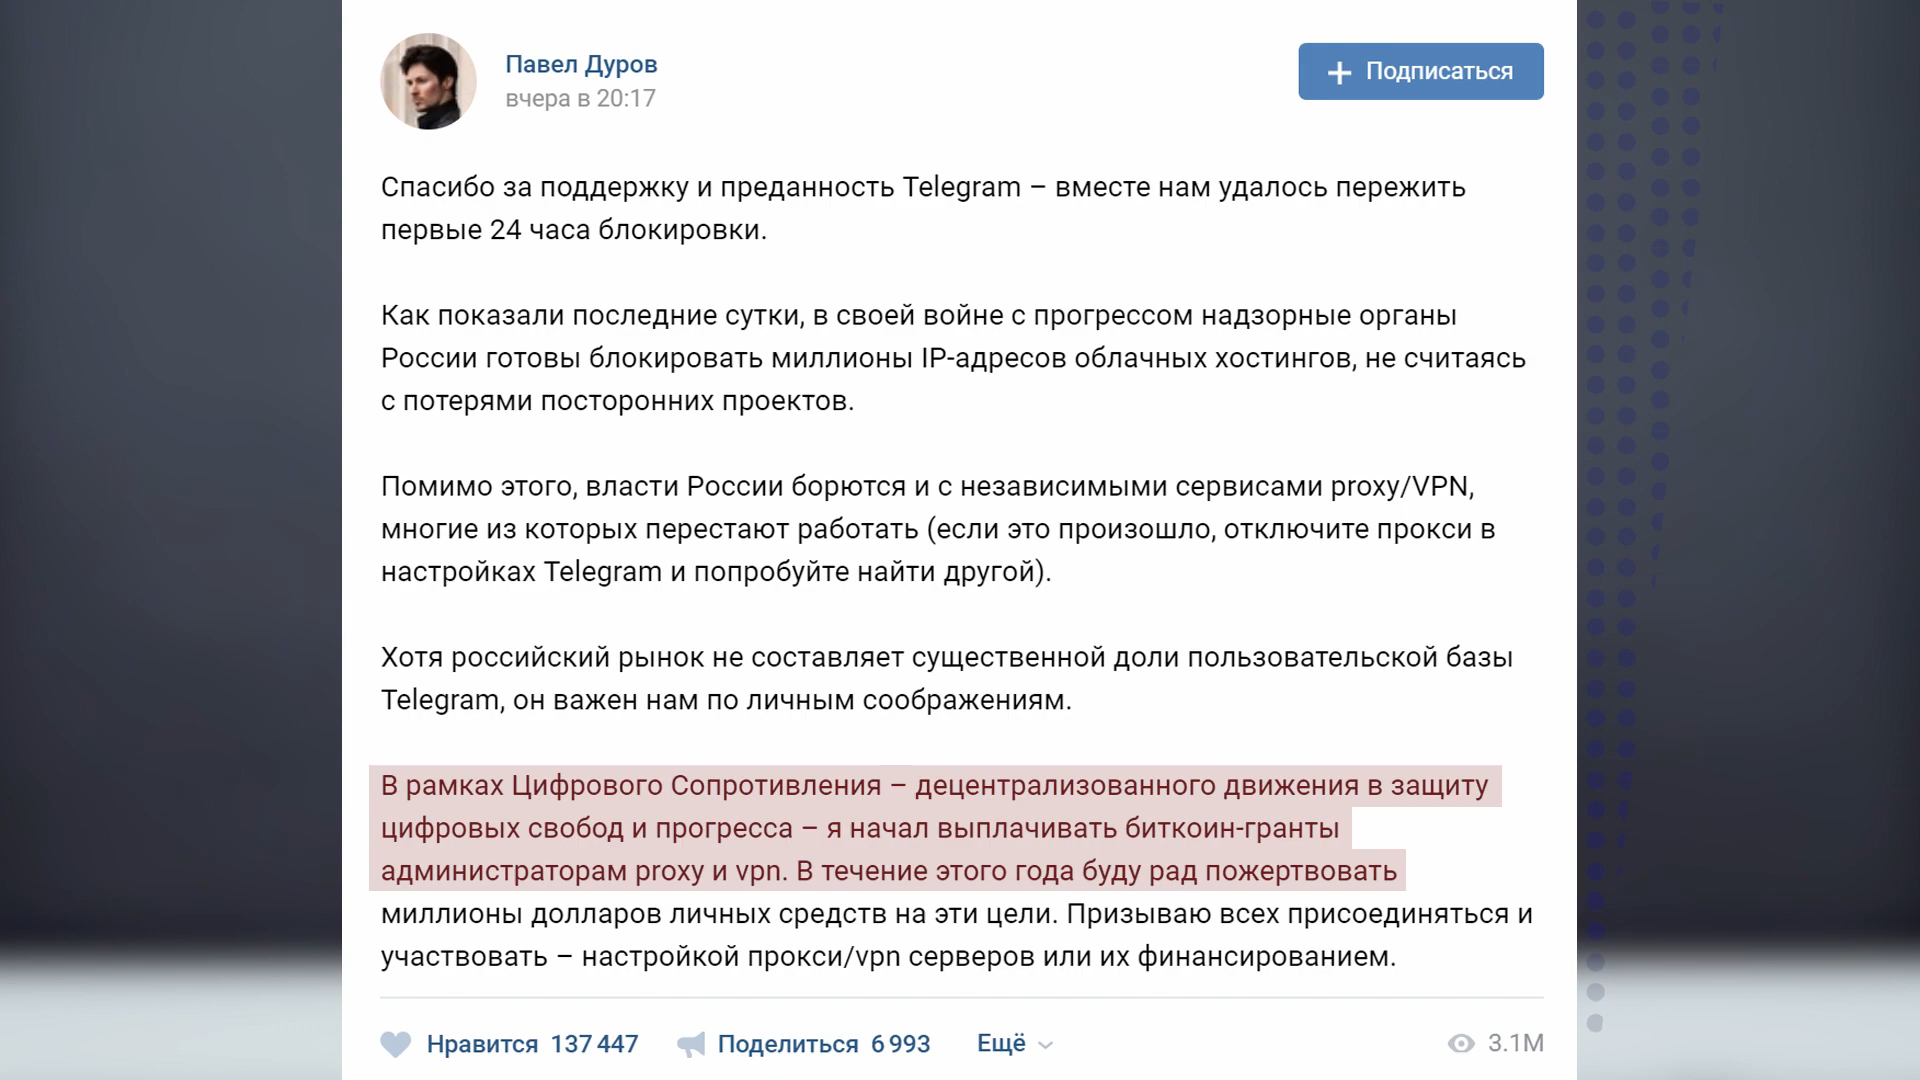 Павел Дуров
вчера в 20:17
Подписаться
Спасибо за поддержку и преданность Telegram – вместе нам удалось пережить
первые 24 часа блокировки.
Как показали последние сутки, в своей войне с прогрессом надзорные органы
России готовы блокировать миллионы IP-адресов облачных хостингов, не считаясь
с потерями посторонних проектов.
Помимо этого, власти России борются и с независимыми сервисами proxy/VPN,
многие из которых перестают работать (если это произошло, отключите прокси в
настройках Telegram и попробуйте найти другой).
Хотя российский рынок не составляет существенной доли пользовательской базы
Telegram, он важен нам по личным соображениям.
В рамках Цифрового Сопротивления – децентрализованного движения в защиту
цифровых свобод и прогресса – я начал выплачивать биткоин-гранты
администраторам proxy и vpn. В течение этого года буду рад пожертвовать
миллионы долларов личных средств на эти цели. Призываю всех присоединяться и
участвовать – настройкой прокси/vpn серверов или их финансированием.
Нравится 137 447 Поделиться 6 993 Ещё 3.1M